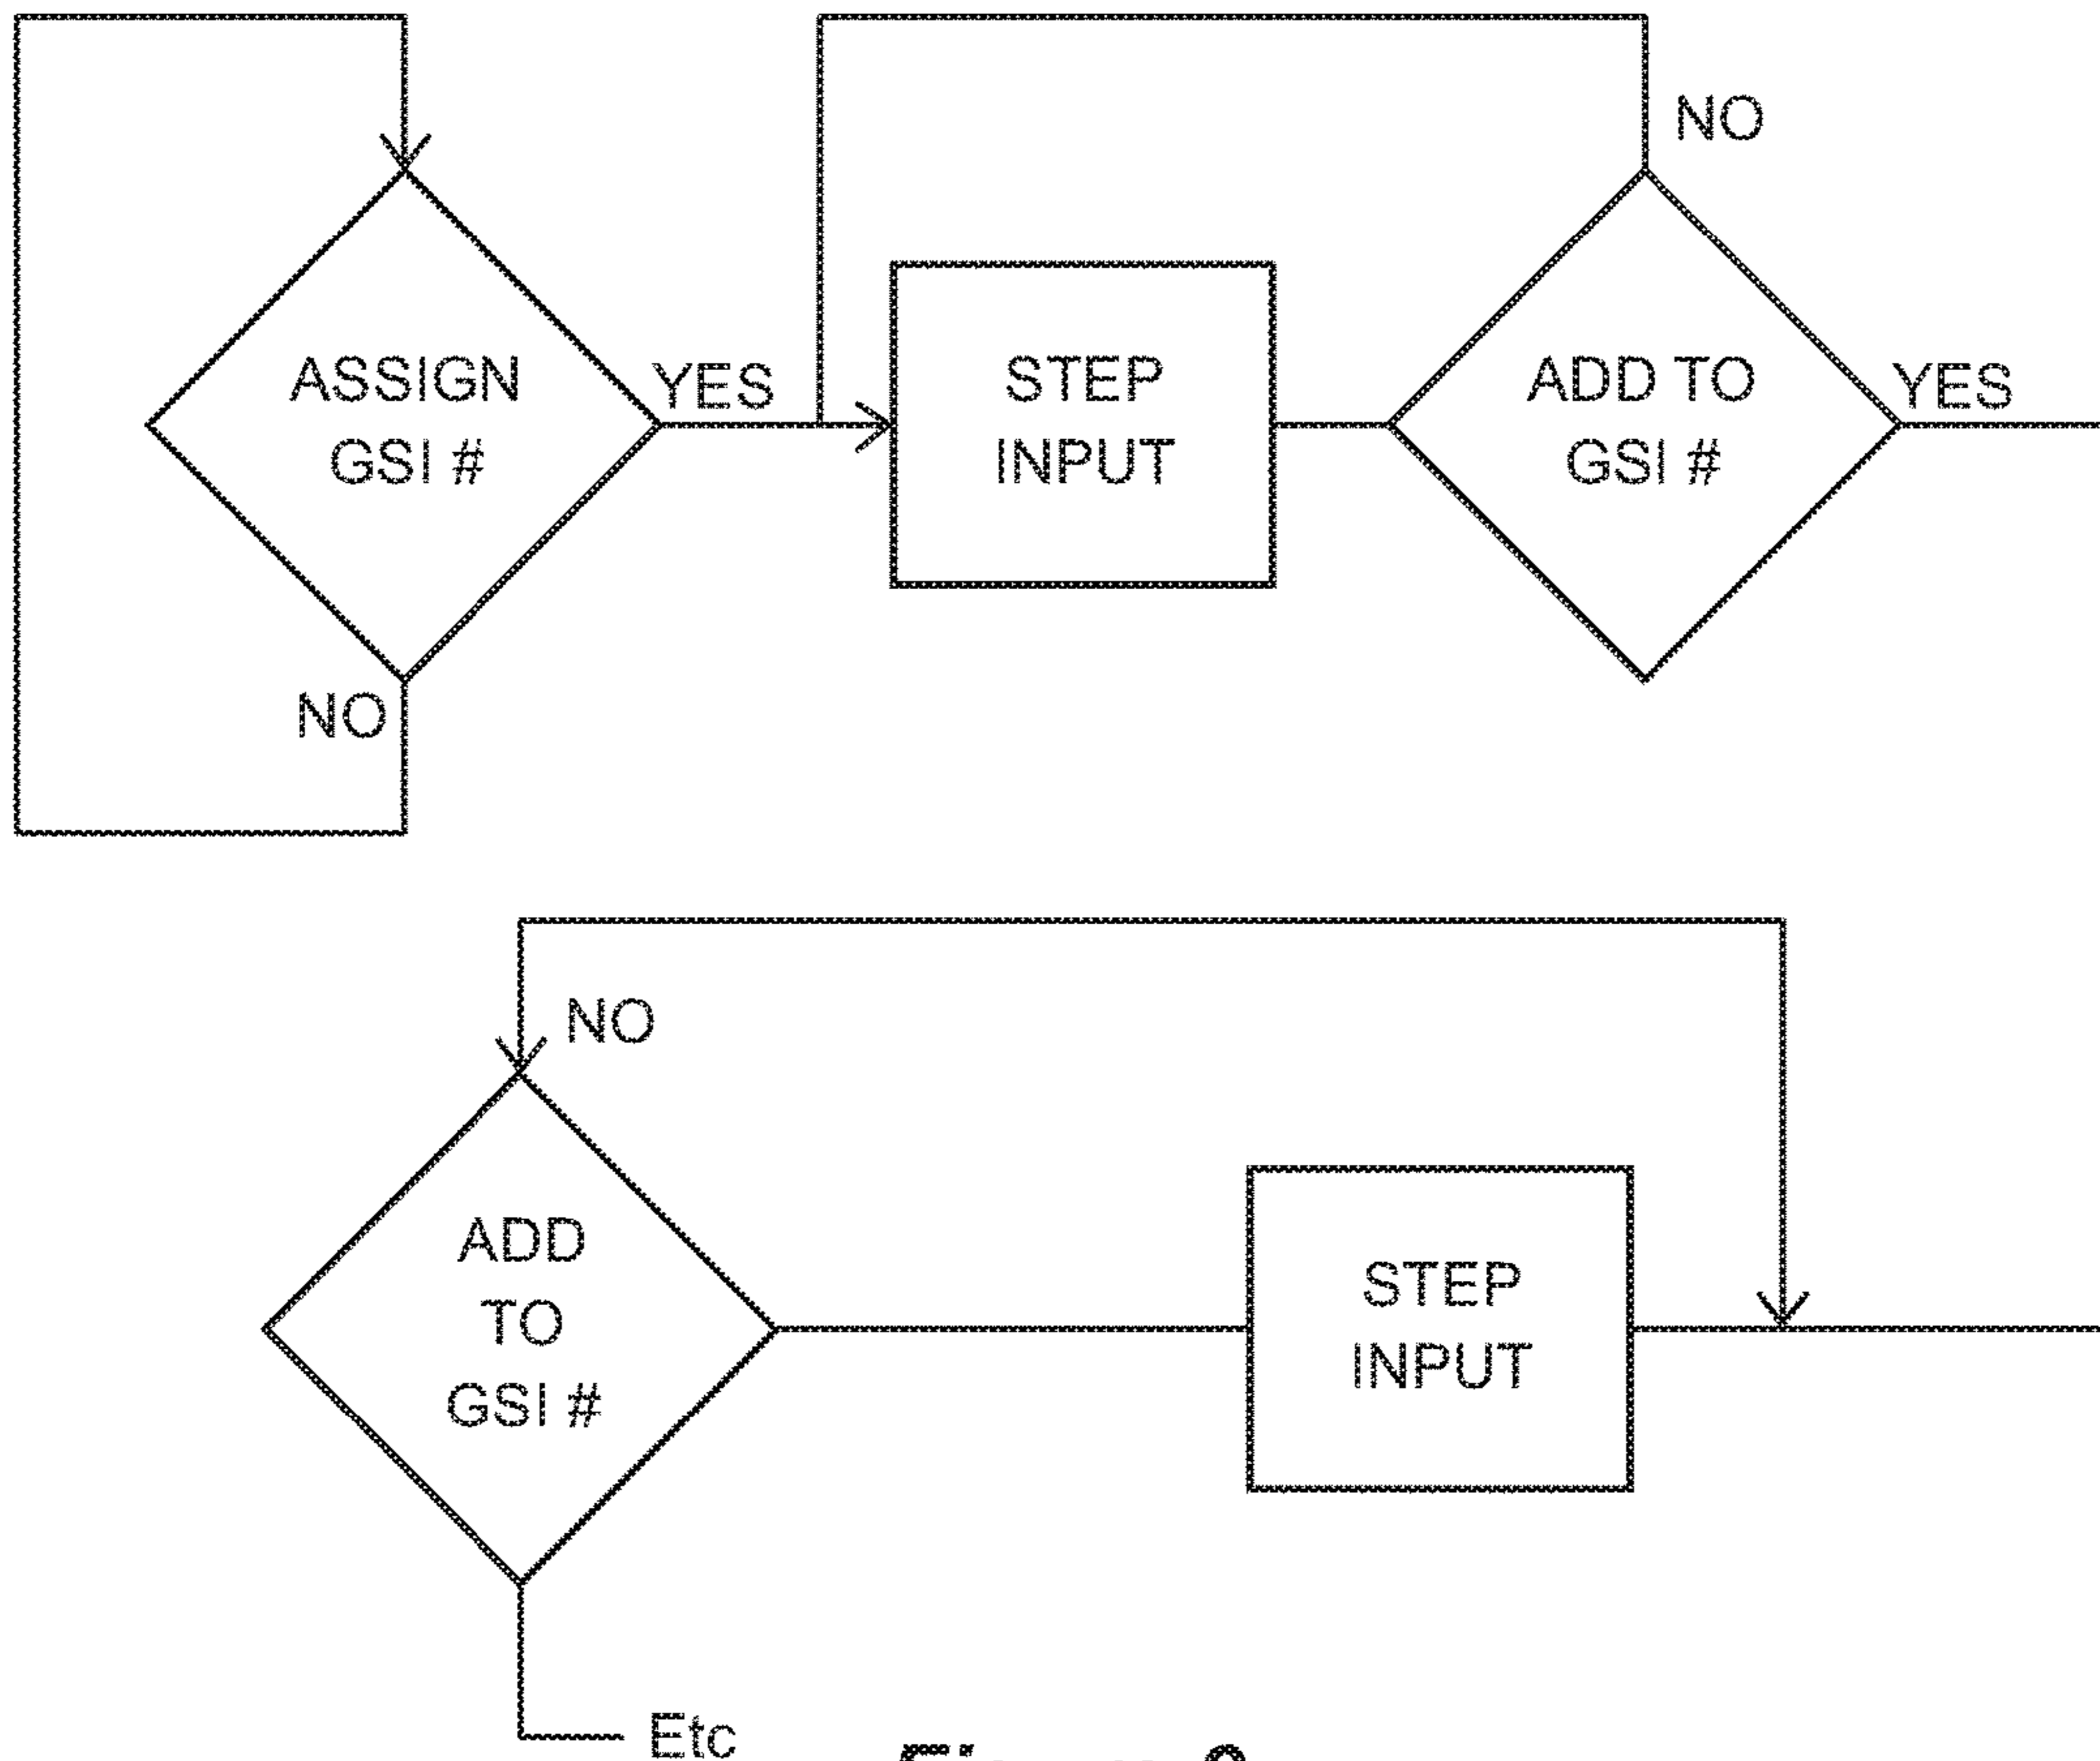 NO
ASSIGN
GSI #
YES
STEP
INPUT
ADD TO
GSI #
YES
NO
NO
ADD
TO
GSI #
STEP
INPUT
Etc